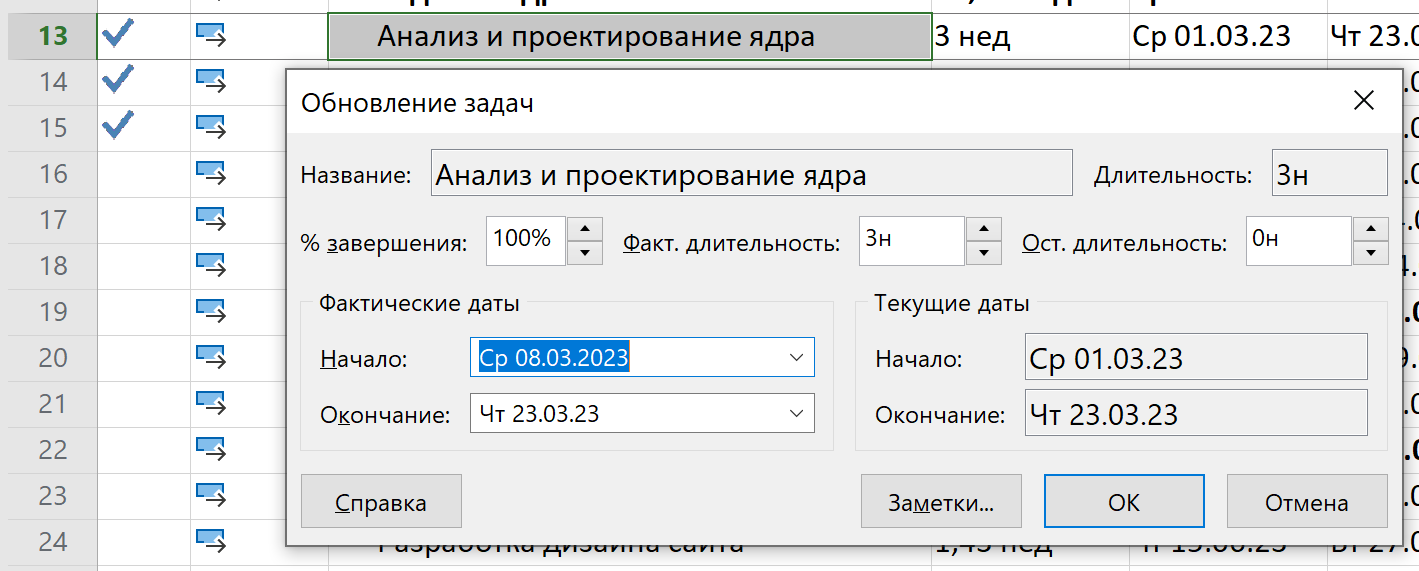 13 Анализ и проектирование ядра 3 нед Ср 01.03.23 Чт 23.0
14
Обновление задач
15
16
Название: Анализ и проектирование ядра Длительность: 3н
17
% завершения: 100% Факт. длительность: 3н Ост. длительность: 0н
18
19
Фактические даты Текущие даты
20
Начало: Ср 08.03.2023 Начало: Ср 01.03.23
21
Окончание: Чт 23.03.23 Окончание: Чт 23.03.23
22
23
Справка Заметки... ОК Отмена
24 Разработка дизайна сайта